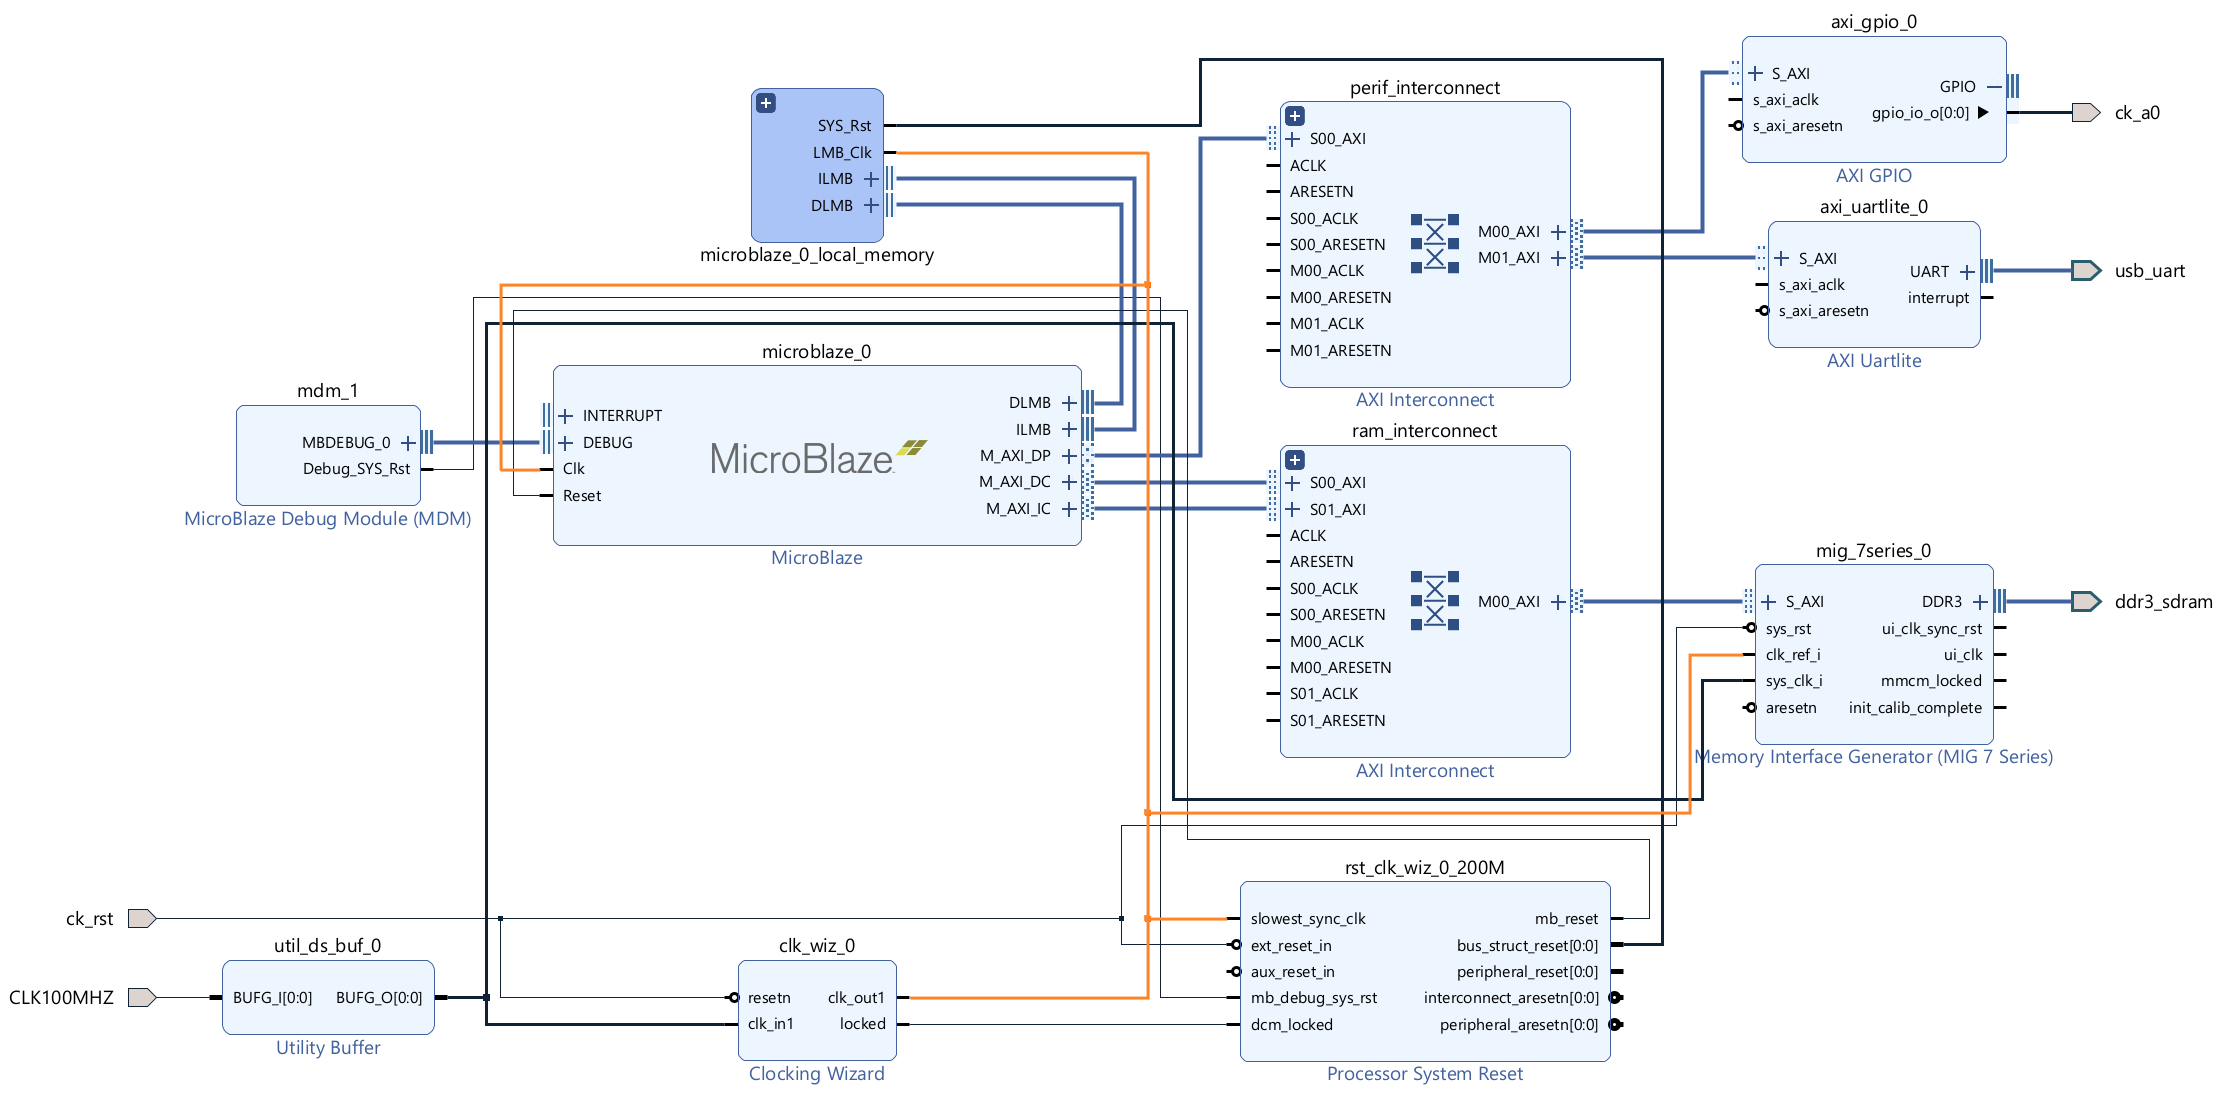 axi_gpio_0
S_AXI
s_axi_aclk
s_axi_aresetn
GPIO
gpio_io_o[0:0]
AXI GPIO
ck_a0
SYS_Rst
LMB_Clk
ILMB
DLMB
microblaze_0_local_memory
perif_interconnect
S00_AXI
ACLK
ARESETN
S00_ACLK
S00_ARESETN
M00_ACLK
M00_ARESETN
M01_ACLK
M01_ARESETN
M00_AXI
M01_AXI
AXI Interconnect
axi_uartlite_0
S_AXI
s_axi_aclk
s_axi_aresetn
UART
interrupt
AXI Uartlite
usb_uart
mdm_1
MBDEBUG_0
Debug_SYS_Rst
MicroBlaze Debug Module (MDM)
microblaze_0
INTERRUPT
DEBUG
Clk
Reset
MicroBlaze
DLMB
ILMB
M_AXI_DP
M_AXI_DC
M_AXI_IC
MicroBlaze
ram_interconnect
S00_AXI
S01_AXI
ACLK
ARESETN
S00_ACLK
S00_ARESETN
M00_ACLK
M00_ARESETN
S01_ACLK
S01_ARESETN
M00_AXI
AXI Interconnect
mig_7series_0
S_AXI
sys_rst
clk_ref_i
sys_clk_i
aresetn
DDR3
ui_clk_sync_rst
ui_clk
mmcm_locked
init_calib_complete
Memory Interface Generator (MIG 7 Series)
ddr3_sdram
ck_rst
CLK100MHZ
util_ds_buf_0
BUFG_I[0:0]
BUFG_O[0:0]
Utility Buffer
clk_wiz_0
resetn
clk_in1
clk_out1
locked
Clocking Wizard
rst_clk_wiz_0_200M
slowest_sync_clk
ext_reset_in
aux_reset_in
mb_debug_sys_rst
dcm_locked
mb_reset
bus_struct_reset[0:0]
peripheral_reset[0:0]
interconnect_aresetn[0:0]
peripheral_aresetn[0:0]
Processor System Reset